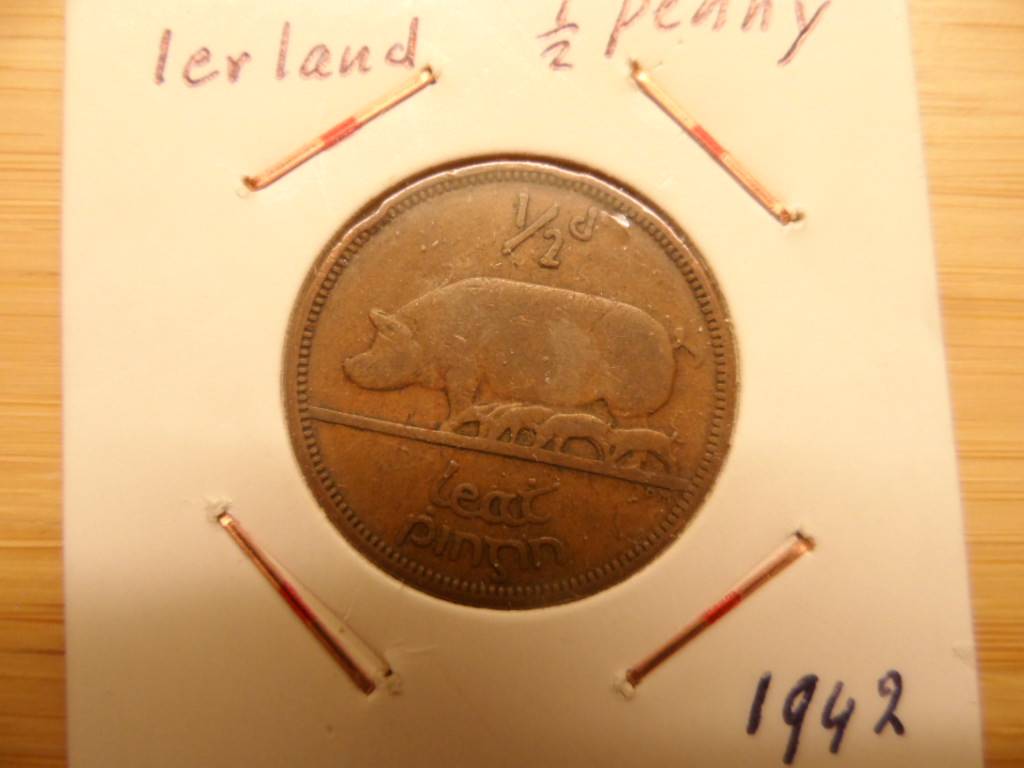 Ierland ½ penny
½d
leat
pinginn
1942